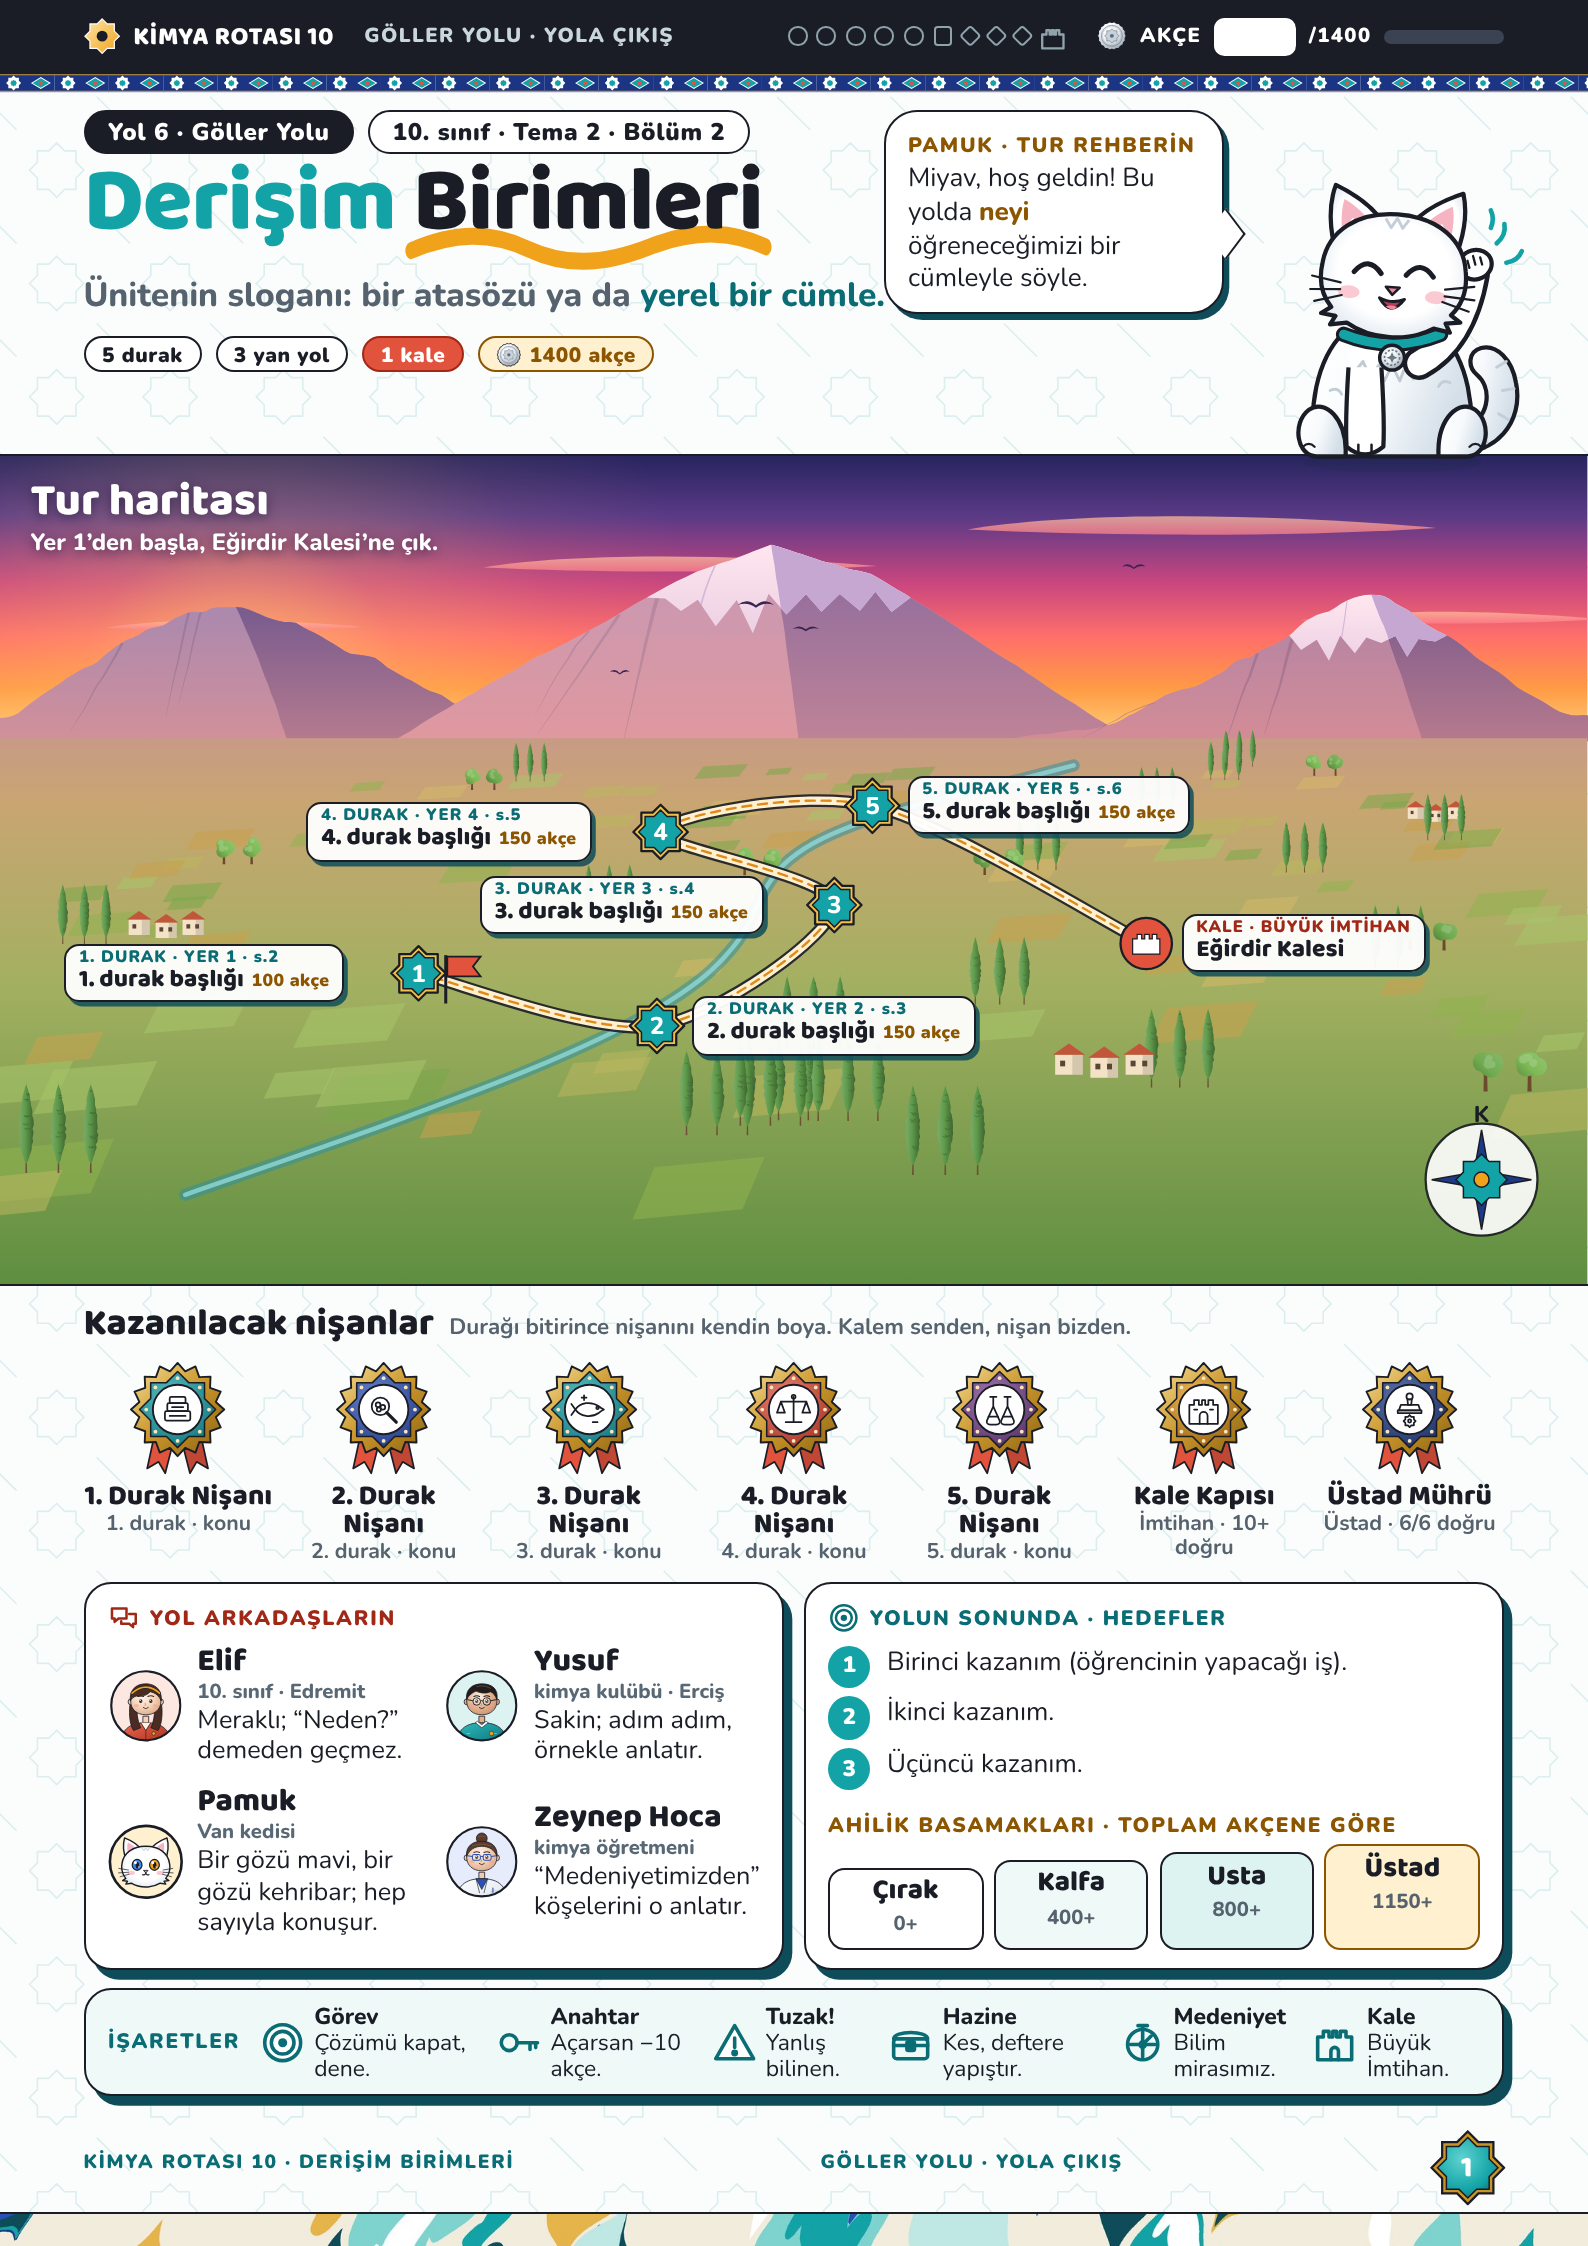 KİMYA ROTASI 10 GÖLLER YOLU · YOLA ÇIKIŞ AKÇE /1400
Yol 6 · Göller Yolu
10. sınıf · Tema 2 · Bölüm 2
Derişim Birimleri
Ünitenin sloganı: bir atasözü ya da yerel bir cümle.
5 durak
3 yan yol
1 kale
1400 akçe
PAMUK · TUR REHBERİN
Miyav, hoş geldin! Bu
yolda neyi
öğreneceğimizi bir
cümleyle söyle.
Tur haritası
Yer 1’den başla, Eğirdir Kalesi’ne çık.
5. DURAK · YER 5 · s.6
5. durak başlığı 150 akçe
5
4. DURAK · YER 4 · s.5
4. durak başlığı 150 akçe
4
3. DURAK · YER 3 · s.4
3. durak başlığı 150 akçe
3
KALE · BÜYÜK İMTİHAN
Eğirdir Kalesi
1. DURAK · YER 1 · s.2
1. durak başlığı 100 akçe
1
2
2. DURAK · YER 2 · s.3
2. durak başlığı 150 akçe
K
Kazanılacak nişanlar Durağı bitirince nişanını kendin boya. Kalem senden, nişan bizden.
1. Durak Nişanı
1. durak · konu
2. Durak
Nişanı
2. durak · konu
3. Durak
Nişanı
3. durak · konu
4. Durak
Nişanı
4. durak · konu
5. Durak
Nişanı
5. durak · konu
Kale Kapısı
İmtihan · 10+
doğru
Üstad Mührü
Üstad · 6/6 doğru
YOL ARKADAŞLARIN
Elif
10. sınıf · Edremit
Meraklı; “Neden?”
demeden geçmez.
Yusuf
kimya kulübü · Erciş
Sakin; adım adım,
örnekle anlatır.
Pamuk
Van kedisi
Bir gözü mavi, bir
gözü kehribar; hep
sayıyla konuşur.
Zeynep Hoca
kimya öğretmeni
“Medeniyetimizden”
köşelerini o anlatır.
YOLUN SONUNDA · HEDEFLER
1 Birinci kazanım (öğrencinin yapacağı iş).
2 İkinci kazanım.
3 Üçüncü kazanım.
AHİLİK BASAMAKLARI · TOPLAM AKÇENE GÖRE
Çırak
0+
Kalfa
400+
Usta
800+
Üstad
1150+
İŞARETLER
Görev
Çözümü kapat,
dene.
Anahtar
Açarsan −10
akçe.
Tuzak!
Yanlış
bilinen.
Hazine
Kes, deftere
yapıştır.
Medeniyet
Bilim
mirasımız.
Kale
Büyük
İmtihan.
KİMYA ROTASI 10 · DERİŞİM BİRİMLERİ
GÖLLER YOLU · YOLA ÇIKIŞ
1